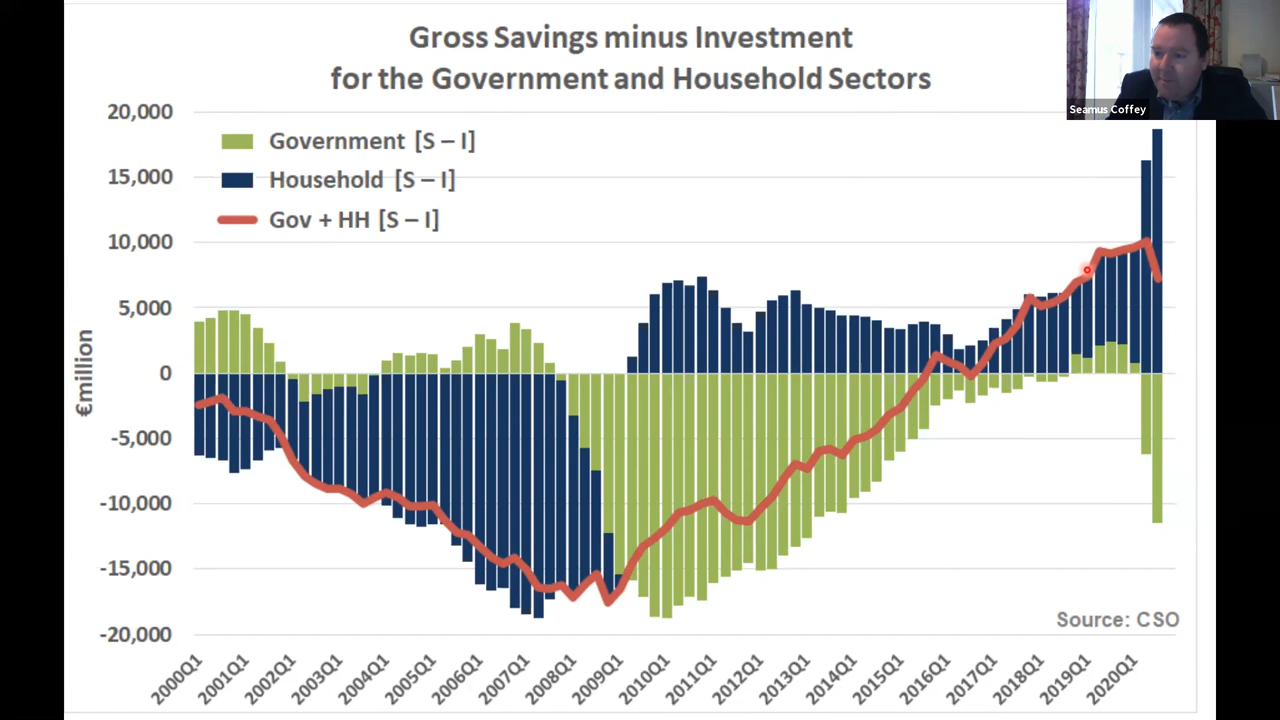 Gross Savings minus Investment
for the Government and Household Sectors
Seamus Coffey
20,000
15,000
10,000
5,000
0
-5,000
-10,000
-15,000
-20,000
€million
Government [S – I]
Household [S – I]
Gov + HH [S – I]
Source: CSO
2000Q1
2001Q1
2002Q1
2003Q1
2004Q1
2005Q1
2006Q1
2007Q1
2008Q1
2009Q1
2010Q1
2011Q1
2012Q1
2013Q1
2014Q1
2015Q1
2016Q1
2017Q1
2018Q1
2019Q1
2020Q1